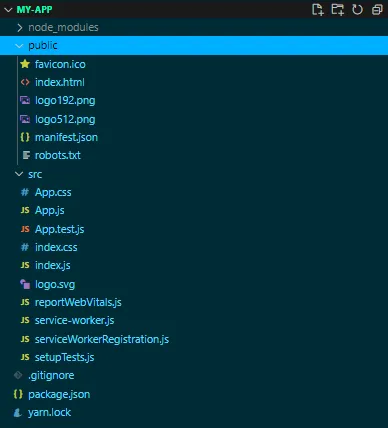 MY-APP
node_modules
public
favicon.ico
index.html
logo192.png
logo512.png
manifest.json
robots.txt
src
App.css
App.js
App.test.js
index.css
index.js
logo.svg
reportWebVitals.js
service-worker.js
serviceWorkerRegistration.js
setupTests.js
.gitignore
package.json
yarn.lock